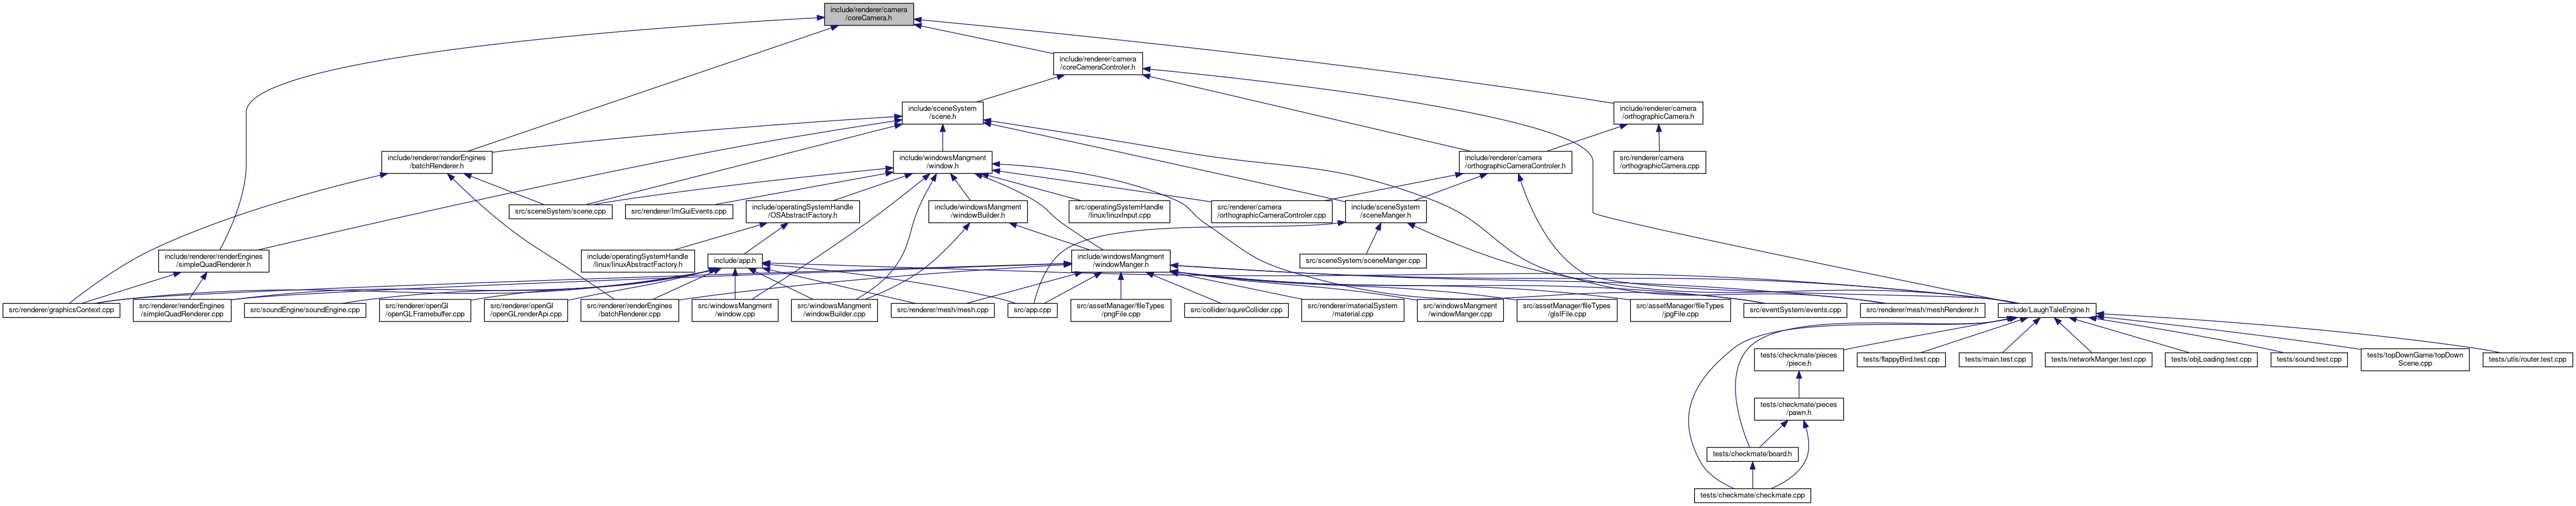 include/renderer/camera
/coreCamera.h
include/renderer/camera
/coreCameraControler.h
include/sceneSystem
/scene.h
include/renderer/camera
/orthographicCamera.h
include/renderer/renderEngines
/batchRenderer.h
include/windowsMangment
/window.h
include/renderer/camera
/orthographicCameraControler.h
src/renderer/camera
/orthographicCamera.cpp
src/sceneSystem/scene.cpp
src/renderer/ImGuiEvents.cpp
include/operatingSystemHandle
/OSAbstractFactory.h
include/windowsMangment
/windowBuilder.h
src/operatingSystemHandle
/linux/linuxInput.cpp
src/renderer/camera
/orthographicCameraControler.cpp
include/sceneSystem
/sceneManger.h
include/renderer/renderEngines
/simpleQuadRenderer.h
include/operatingSystemHandle
/linux/linuxAbstractFactory.h
include/app.h
include/windowsMangment
/windowManger.h
src/sceneSystem/sceneManger.cpp
src/renderer/graphicsContext.cpp
src/renderer/renderEngines
/simpleQuadRenderer.cpp
src/soundEngine/soundEngine.cpp
src/renderer/openGl
/openGLFramebuffer.cpp
src/renderer/openGl
/openGLrenderApi.cpp
src/renderer/renderEngines
/batchRenderer.cpp
src/windowsMangment
/window.cpp
src/windowsMangment
/windowBuilder.cpp
src/renderer/mesh/mesh.cpp
src/app.cpp
src/assetManager/fileTypes
/pngFile.cpp
src/collider/squreCollider.cpp
src/renderer/materialSystem
/material.cpp
src/windowsMangment
/windowManger.cpp
src/assetManager/fileTypes
/glslFile.cpp
src/assetManager/fileTypes
/jpgFile.cpp
src/eventSystem/events.cpp
src/renderer/mesh/meshRenderer.h
include/LaughTaleEngine.h
tests/checkmate/pieces
/piece.h
tests/flappyBird.test.cpp
tests/main.test.cpp
tests/networkManger.test.cpp
tests/objLoading.test.cpp
tests/sound.test.cpp
tests/topDownGame/topDown
Scene.cpp
tests/utls/router.test.cpp
tests/checkmate/pieces
/pawn.h
tests/checkmate/board.h
tests/checkmate/checkmate.cpp